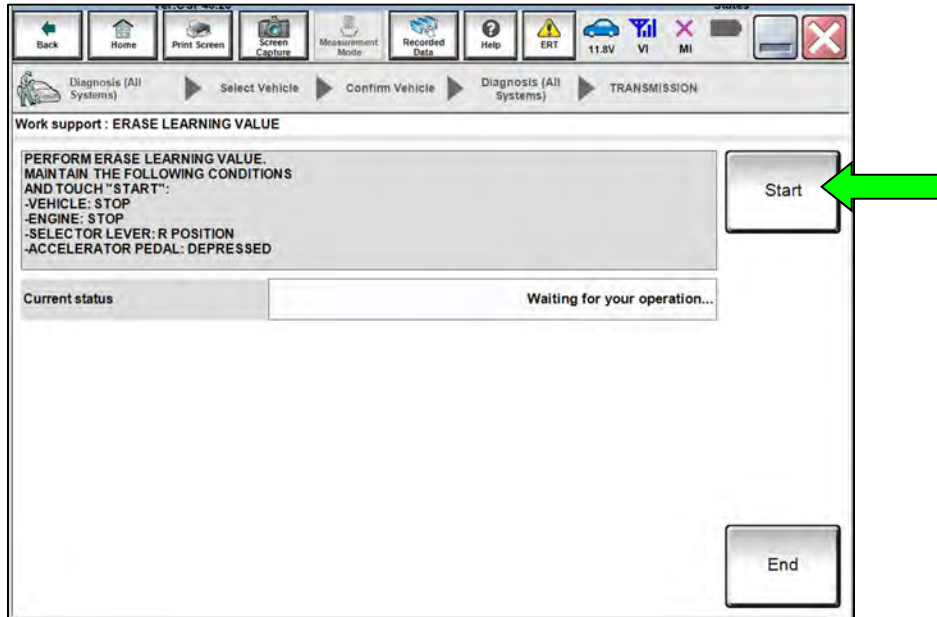 Back
Home
Print Screen
Screen
Capture
Measurement
Mode
Recorded
Data
Help
ERT
11.8V
VI
MI
Diagnosis (All
Systems)
Select Vehicle
Confirm Vehicle
Diagnosis (All
Systems)
TRANSMISSION
Work support : ERASE LEARNING VALUE
PERFORM ERASE LEARNING VALUE.
MAINTAIN THE FOLLOWING CONDITIONS
AND TOUCH "START":
-VEHICLE: STOP
-ENGINE: STOP
-SELECTOR LEVER: R POSITION
-ACCELERATOR PEDAL: DEPRESSED
Start
Current status
Waiting for your operation...
End